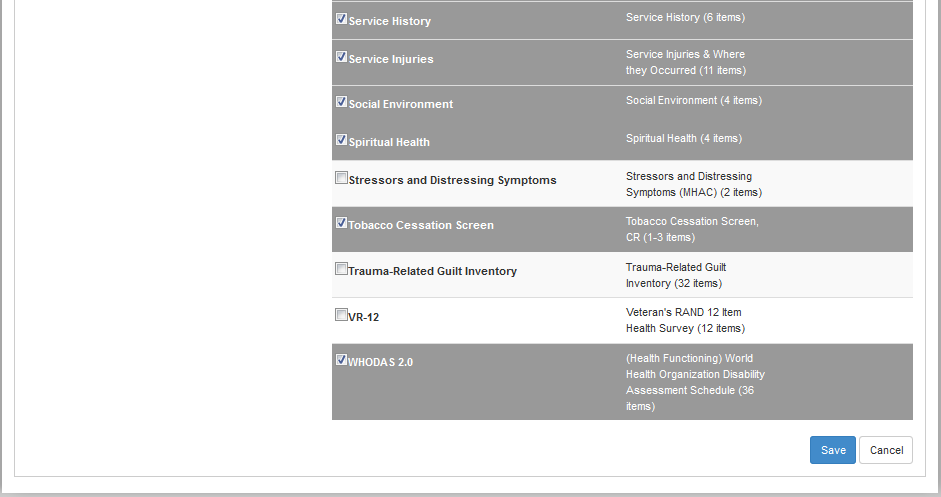 Service History
Service History (6 items)
Service Injuries
Service Injuries & Where
they Occurred (11 items)
Social Environment
Social Environment (4 items)
Spiritual Health
Spiritual Health (4 items)
Stressors and Distressing Symptoms
Stressors and Distressing
Symptoms (MHAC) (2 items)
Tobacco Cessation Screen
Tobacco Cessation Screen,
CR (1-3 items)
Trauma-Related Guilt Inventory
Trauma-Related Guilt
Inventory (32 items)
VR-12
Veteran's RAND 12 Item
Health Survey (12 items)
WHODAS 2.0
(Health Functioning) World
Health Organization Disability
Assessment Schedule (36
items)
Save
Cancel